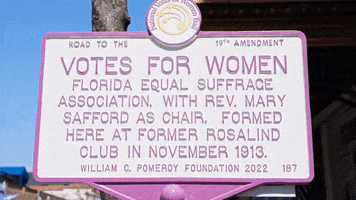 ROAD TO THE 19TH AMENDMENT
VOTES FOR WOMEN
FLORIDA EQUAL SUFFRAGE
ASSOCIATION, WITH REV. MARY
SAFFORD AS CHAIR, FORMED
HERE AT FORMER ROSALIND
CLUB IN NOVEMBER 1913.
WILLIAM G. POMEROY FOUNDATION 2022 187